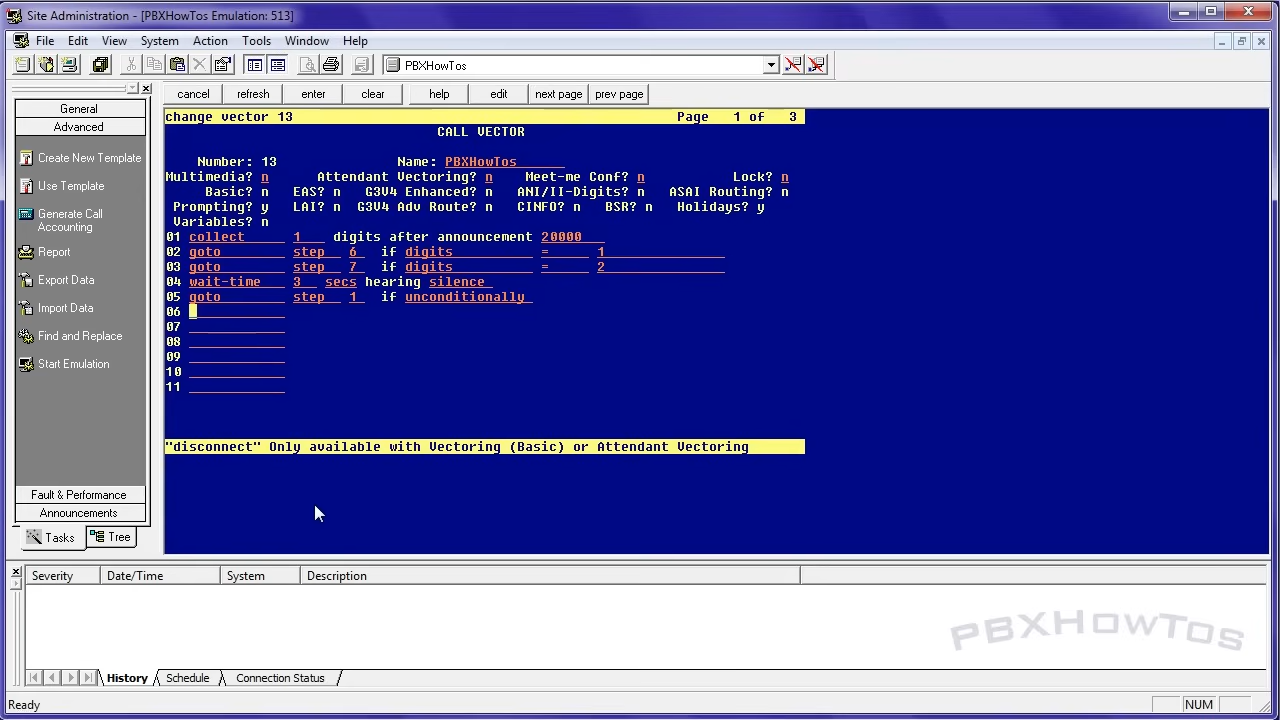 Site Administration - [PBXHowTos Emulation: 513]
File Edit View System Action Tools Window Help
PBXHowTos
General
Advanced
Create New Template
Use Template
Generate Call Accounting
Report
Export Data
Import Data
Find and Replace
Start Emulation
Fault & Performance
Announcements
Tasks Tree
cancel refresh enter clear help edit next page prev page
change vector 13 Page 1 of 3
CALL VECTOR
Number: 13 Name: PBXHowTos
Multimedia? n Attendant Vectoring? n Meet-me Conf? n Lock? n
Basic? n EAS? n G3V4 Enhanced? n ANI/II-Digits? n ASAI Routing? n
Prompting? y LAI? n G3V4 Adv Route? n CINFO? n BSR? n Holidays? y
Variables? n
01 collect 1 digits after announcement 20000
02 goto step 6 if digits = 1
03 goto step 7 if digits = 2
04 wait-time 3 secs hearing silence
05 goto step 1 if unconditionally
06
07
08
09
10
11
"disconnect" Only available with Vectoring (Basic) or Attendant Vectoring
Severity Date/Time System Description
PBXHowTos
History Schedule Connection Status
Ready NUM